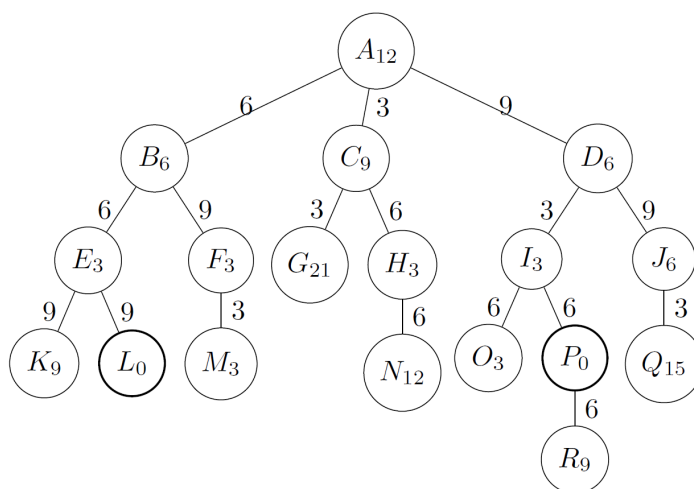 A₁₂
6 3 9
B₆ C₉ D₆
6 9 3 6 3 9
E₃ F₃ G₂₁ H₃ I₃ J₆
9 9 3 6 6 6 3
K₉ L₀ M₃ N₁₂ O₃ P₀ Q₁₅
6
R₉